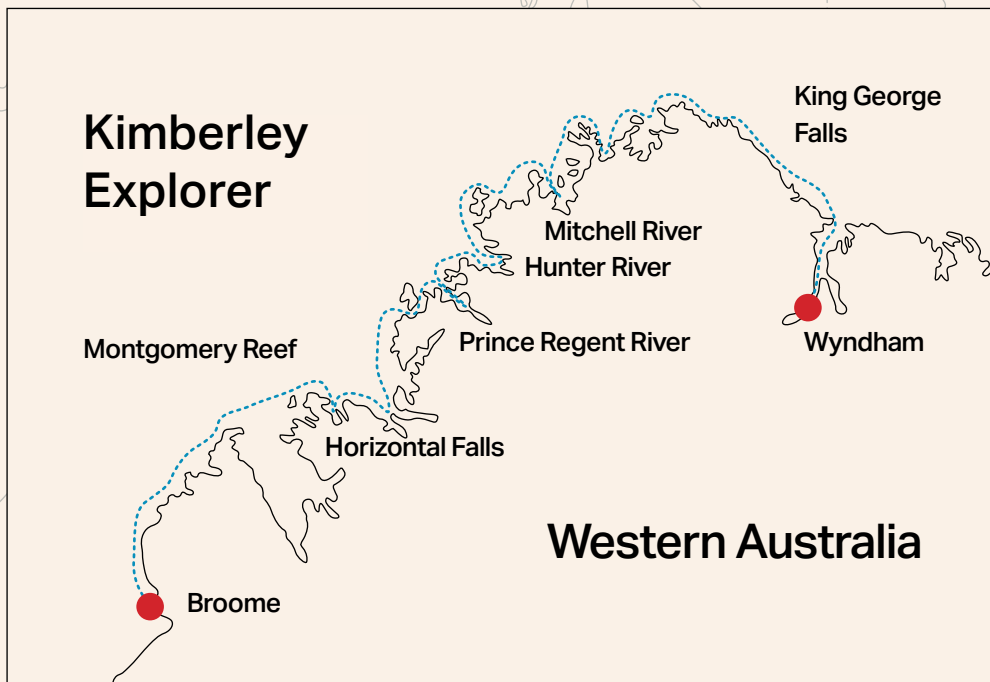 Kimberley
Explorer
King George
Falls
Mitchell River
Hunter River
Prince Regent River
Wyndham
Montgomery Reef
Horizontal Falls
Western Australia
Broome